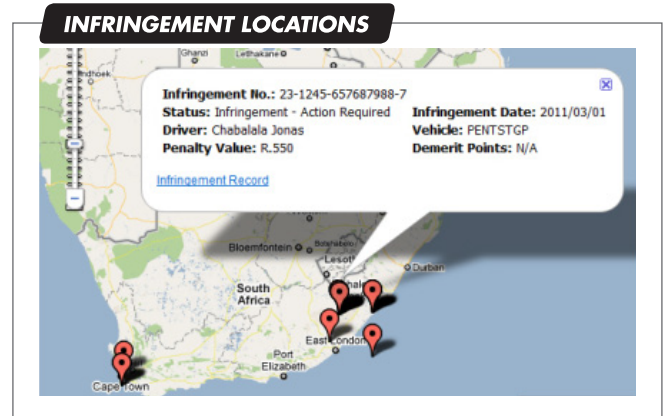 INFRINGEMENT LOCATIONS
Ghanzi
Lethakane
Infringement No.: 23-1245-657687988-7
Status: Infringement - Action Required Infringement Date: 2011/03/01
Driver: Chabalala Jonas Vehicle: PENTSTGP
Penalty Value: R.550 Demerit Points: N/A
Infringement Record
Bloemfontein
Durban
South
Africa
East London
Port
Elizabeth
Cape Town